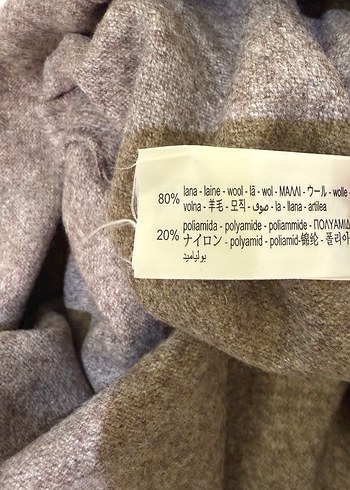 80% lana - laine - wool - lã - wol - ΜΑΛΛΙ - ウール - wolle
volna - 羊毛 - 모직 - صوف - la - llana - artilea
poliamida - polyamide - poliammide - ΠΟΛΥΑΜΙΔ
20% ナイロン - polyamid - poliamid-锦纶 - 폴리아
بوليأميد